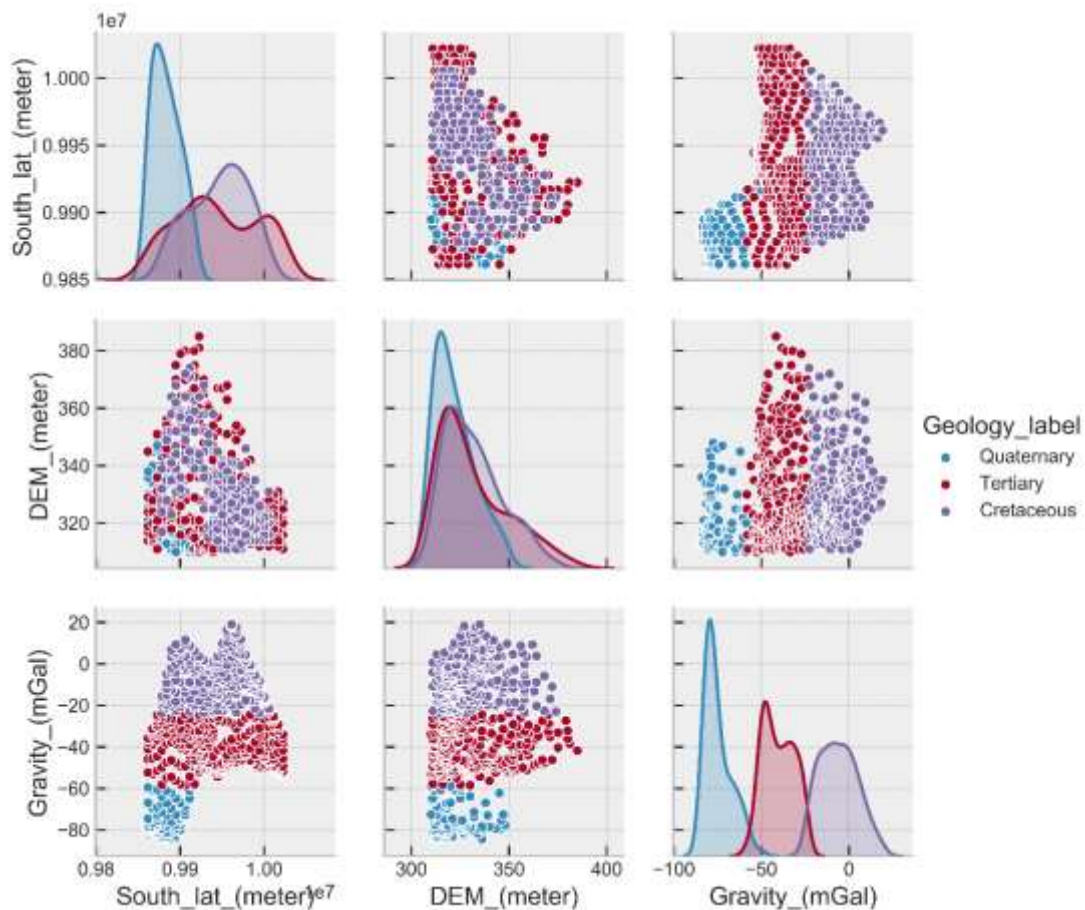 1e7
1.000
0.995
0.990
0.985
South_lat_(meter)
380
360
340
320
DEM_(meter)
Geology_label
Quaternary
Tertiary
Cretaceous
20
0
−20
−40
−60
−80
Gravity_(mGal)
0.98 0.99 1.00
300 350 400
−100 −50 0
South_lat_(meter) 1e7
DEM_(meter)
Gravity_(mGal)